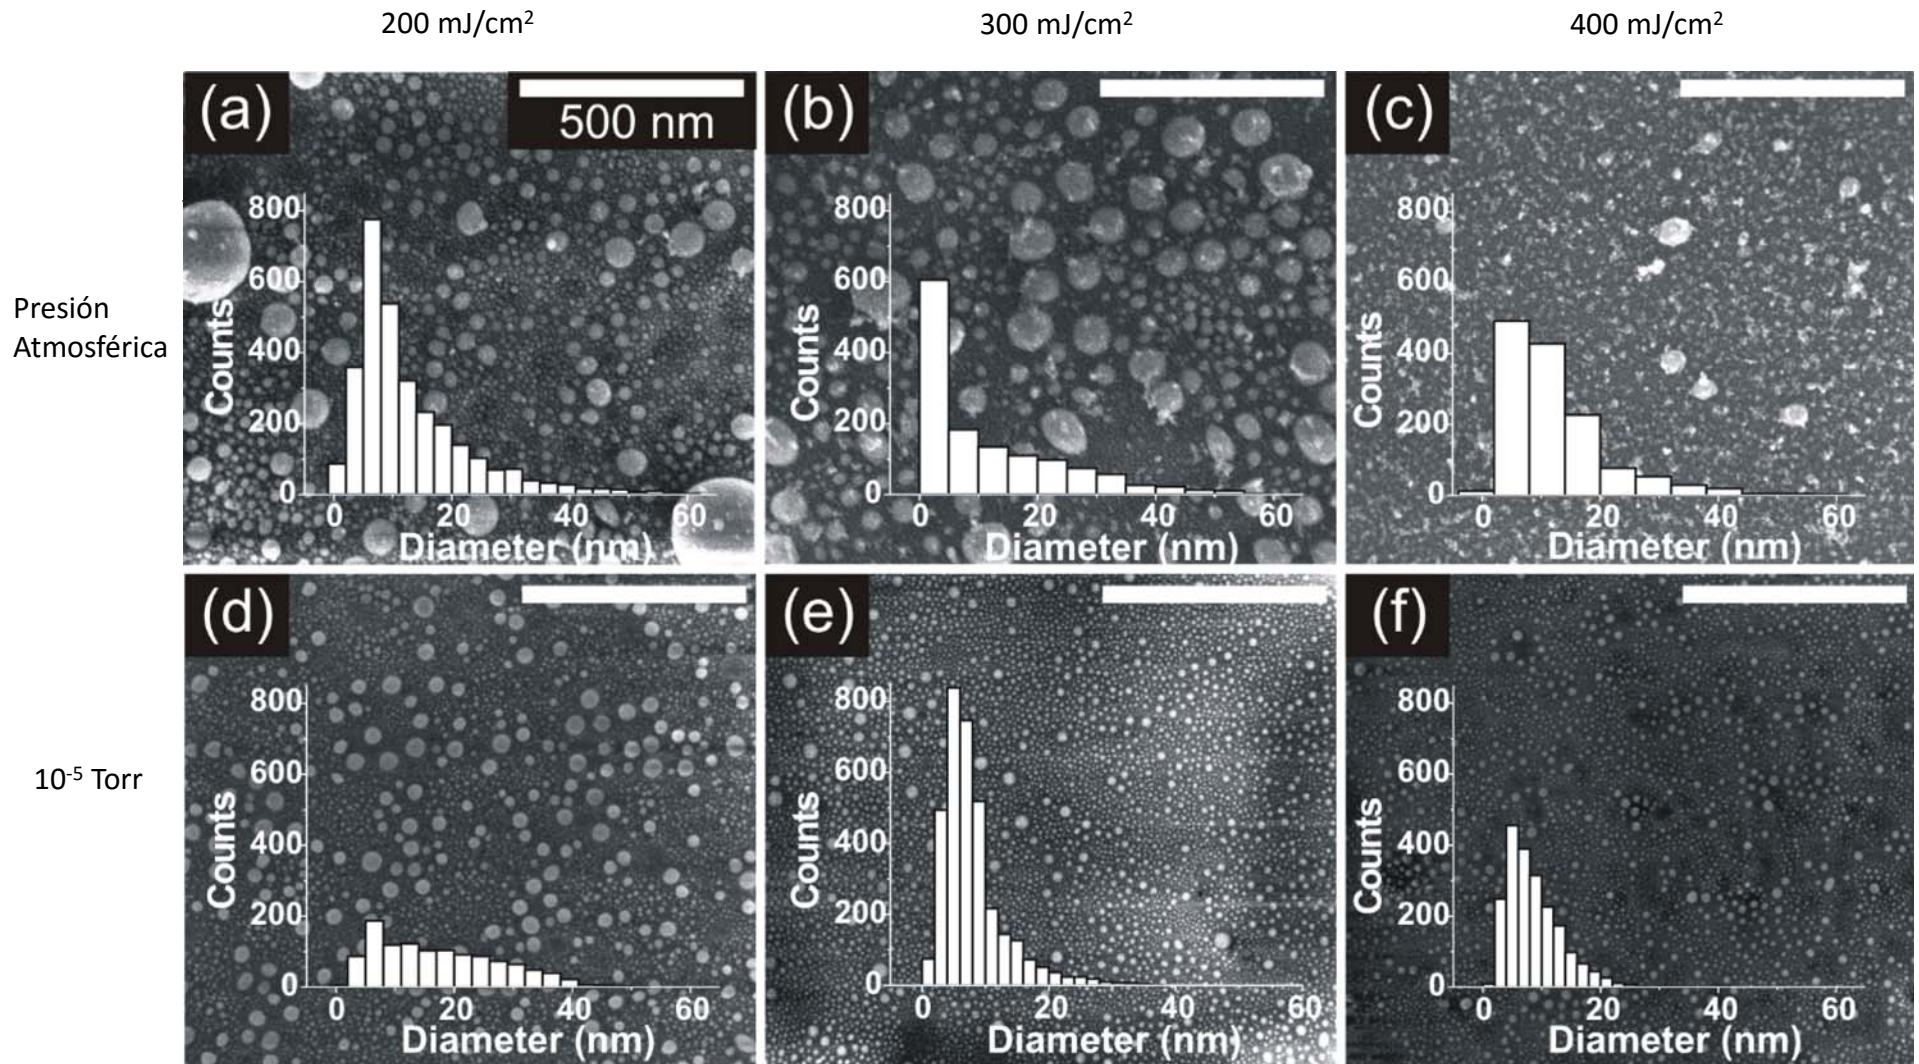 200 mJ/cm²
300 mJ/cm²
400 mJ/cm²
Presión
Atmosférica
10⁻⁵ Torr
(a)
500 nm
800
600
400
200
0
Counts
0 20 40 60
Diameter (nm)
(b)
800
600
400
200
0
Counts
0 20 40 60
Diameter (nm)
(c)
800
600
400
200
0
Counts
0 20 40 60
Diameter (nm)
(d)
800
600
400
200
0
Counts
0 20 40 60
Diameter (nm)
(e)
800
600
400
200
0
Counts
0 20 40 60
Diameter (nm)
(f)
800
600
400
200
0
Counts
0 20 40 60
Diameter (nm)